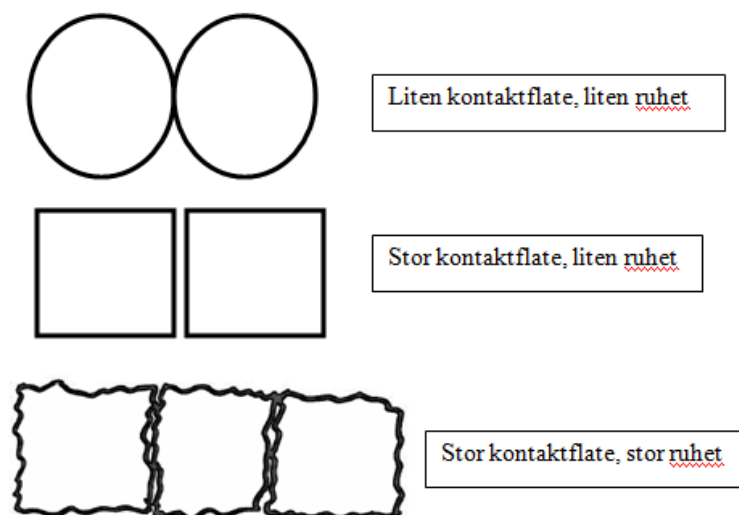 Liten kontaktflate, liten ruhet
Stor kontaktflate, liten ruhet
Stor kontaktflate, stor ruhet